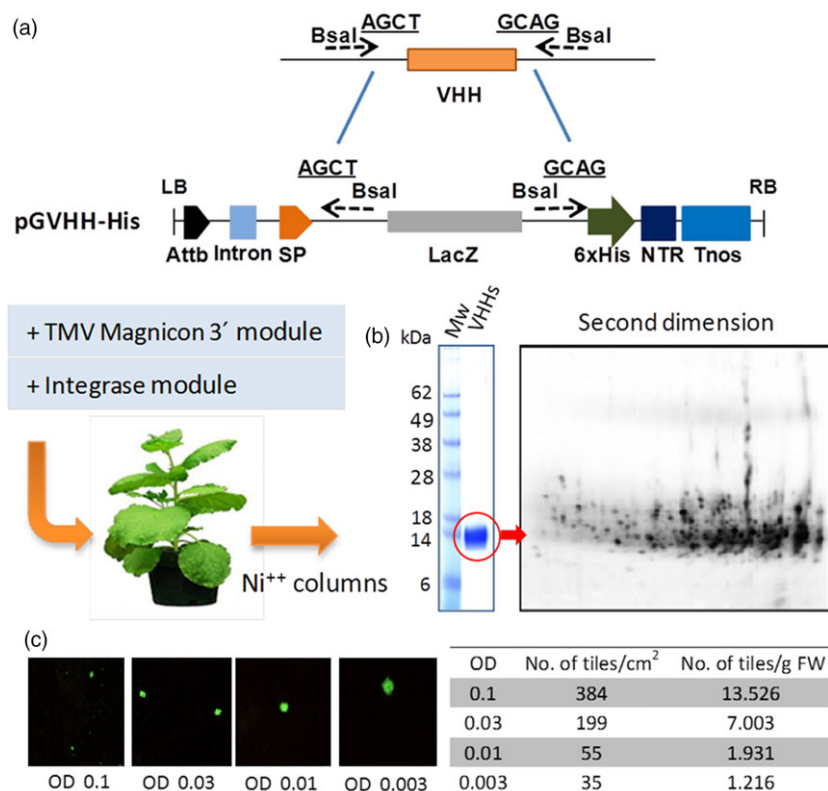 (a)
AGCT GCAG
BsaI BsaI
VHH
AGCT GCAG
LB BsaI BsaI RB
pGVHH-His
Attb Intron SP LacZ 6xHis NTR Tnos
+ TMV Magnicon 3´ module
+ Integrase module
Ni⁺⁺ columns
(b)
kDa Mw VHHs
Second dimension
62
49
38
28
18
14
6
(c)
OD 0.1 OD 0.03 OD 0.01 OD 0.003
OD No. of tiles/cm² No. of tiles/g FW
0.1 384 13.526
0.03 199 7.003
0.01 55 1.931
0.003 35 1.216